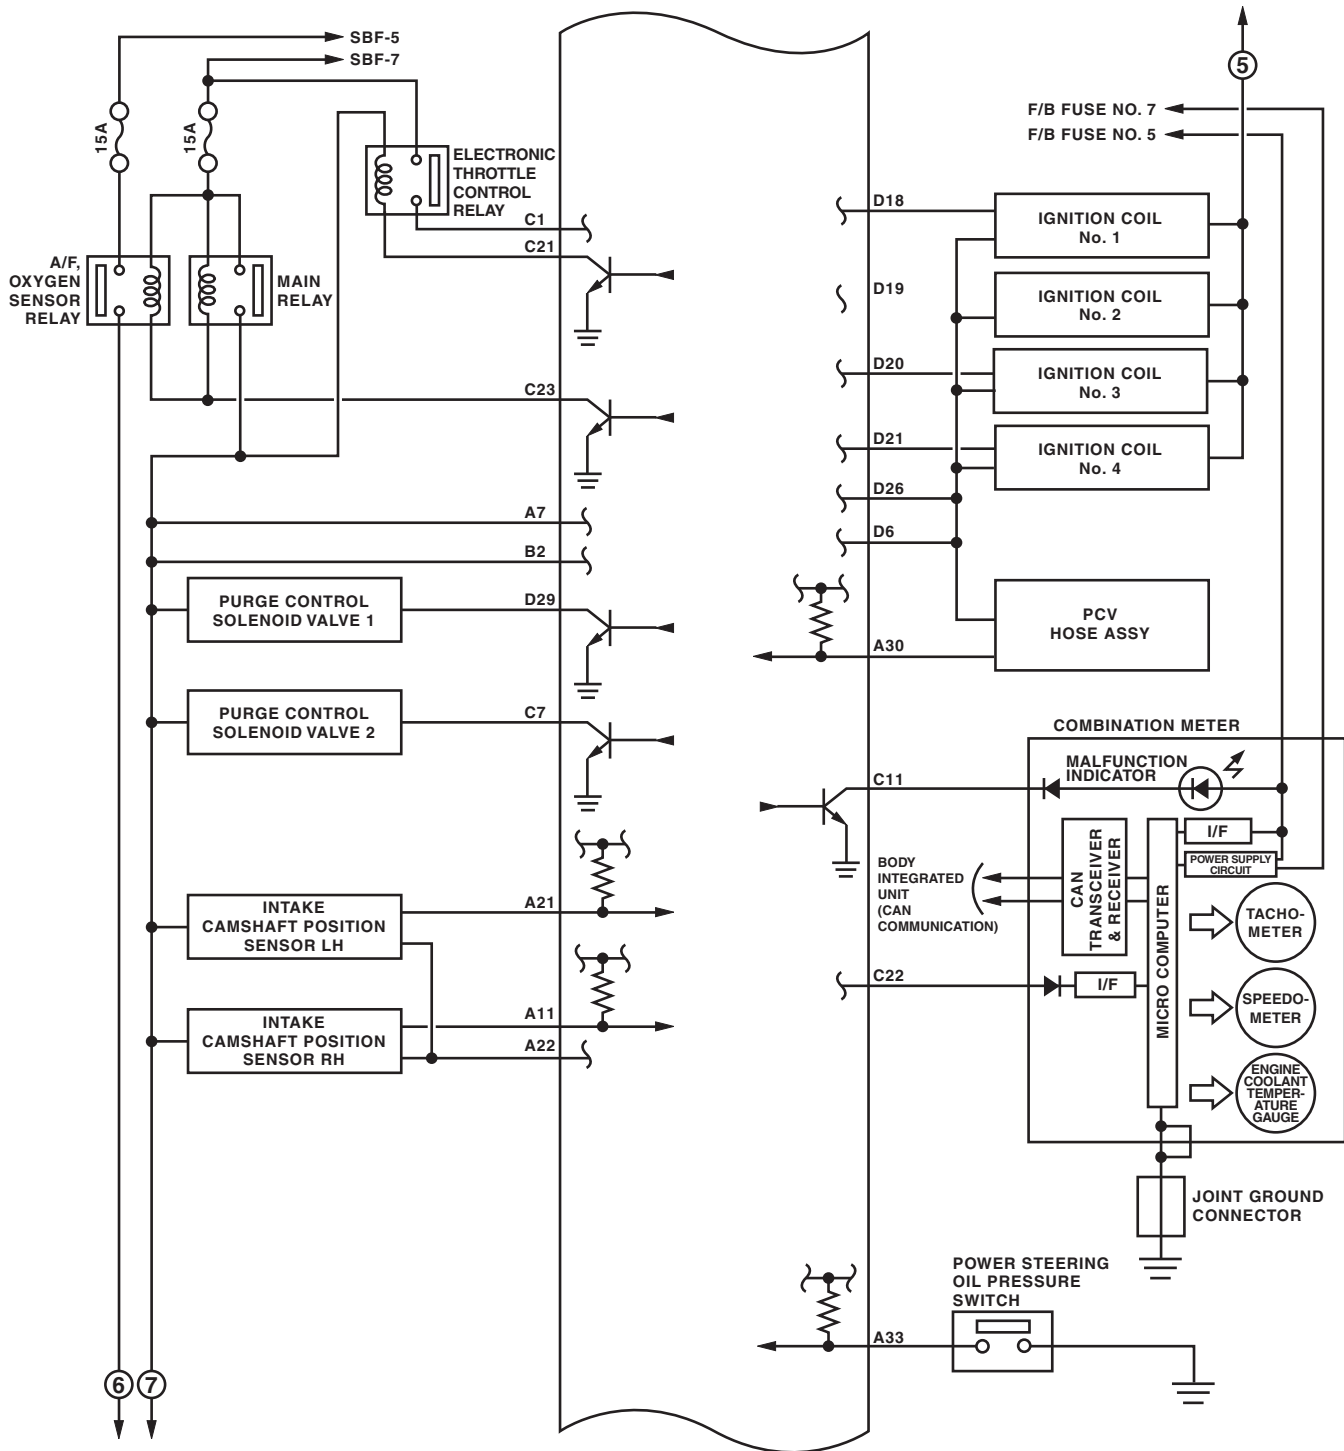 SBF-5
SBF-7
5
F/B FUSE NO. 7
F/B FUSE NO. 5
15A
15A
ELECTRONIC
THROTTLE
CONTROL
RELAY
C1
C21
A/F,
OXYGEN
SENSOR
RELAY
MAIN
RELAY
C23
A7
B2
PURGE CONTROL
SOLENOID VALVE 1
D29
PURGE CONTROL
SOLENOID VALVE 2
C7
INTAKE
CAMSHAFT POSITION
SENSOR LH
A21
INTAKE
CAMSHAFT POSITION
SENSOR RH
A11
A22
6
7
D18
IGNITION COIL
No. 1
D19
IGNITION COIL
No. 2
D20
IGNITION COIL
No. 3
D21
IGNITION COIL
No. 4
D26
D6
PCV
HOSE ASSY
A30
COMBINATION METER
MALFUNCTION
INDICATOR
C11
I/F
POWER SUPPLY
CIRCUIT
BODY
INTEGRATED
UNIT
(CAN
COMMUNICATION)
CAN
TRANSCEIVER
& RECEIVER
MICRO COMPUTER
TACHO-
METER
C22
I/F
SPEEDO-
METER
ENGINE
COOLANT
TEMPER-
ATURE
GAUGE
JOINT GROUND
CONNECTOR
POWER STEERING
OIL PRESSURE
SWITCH
A33